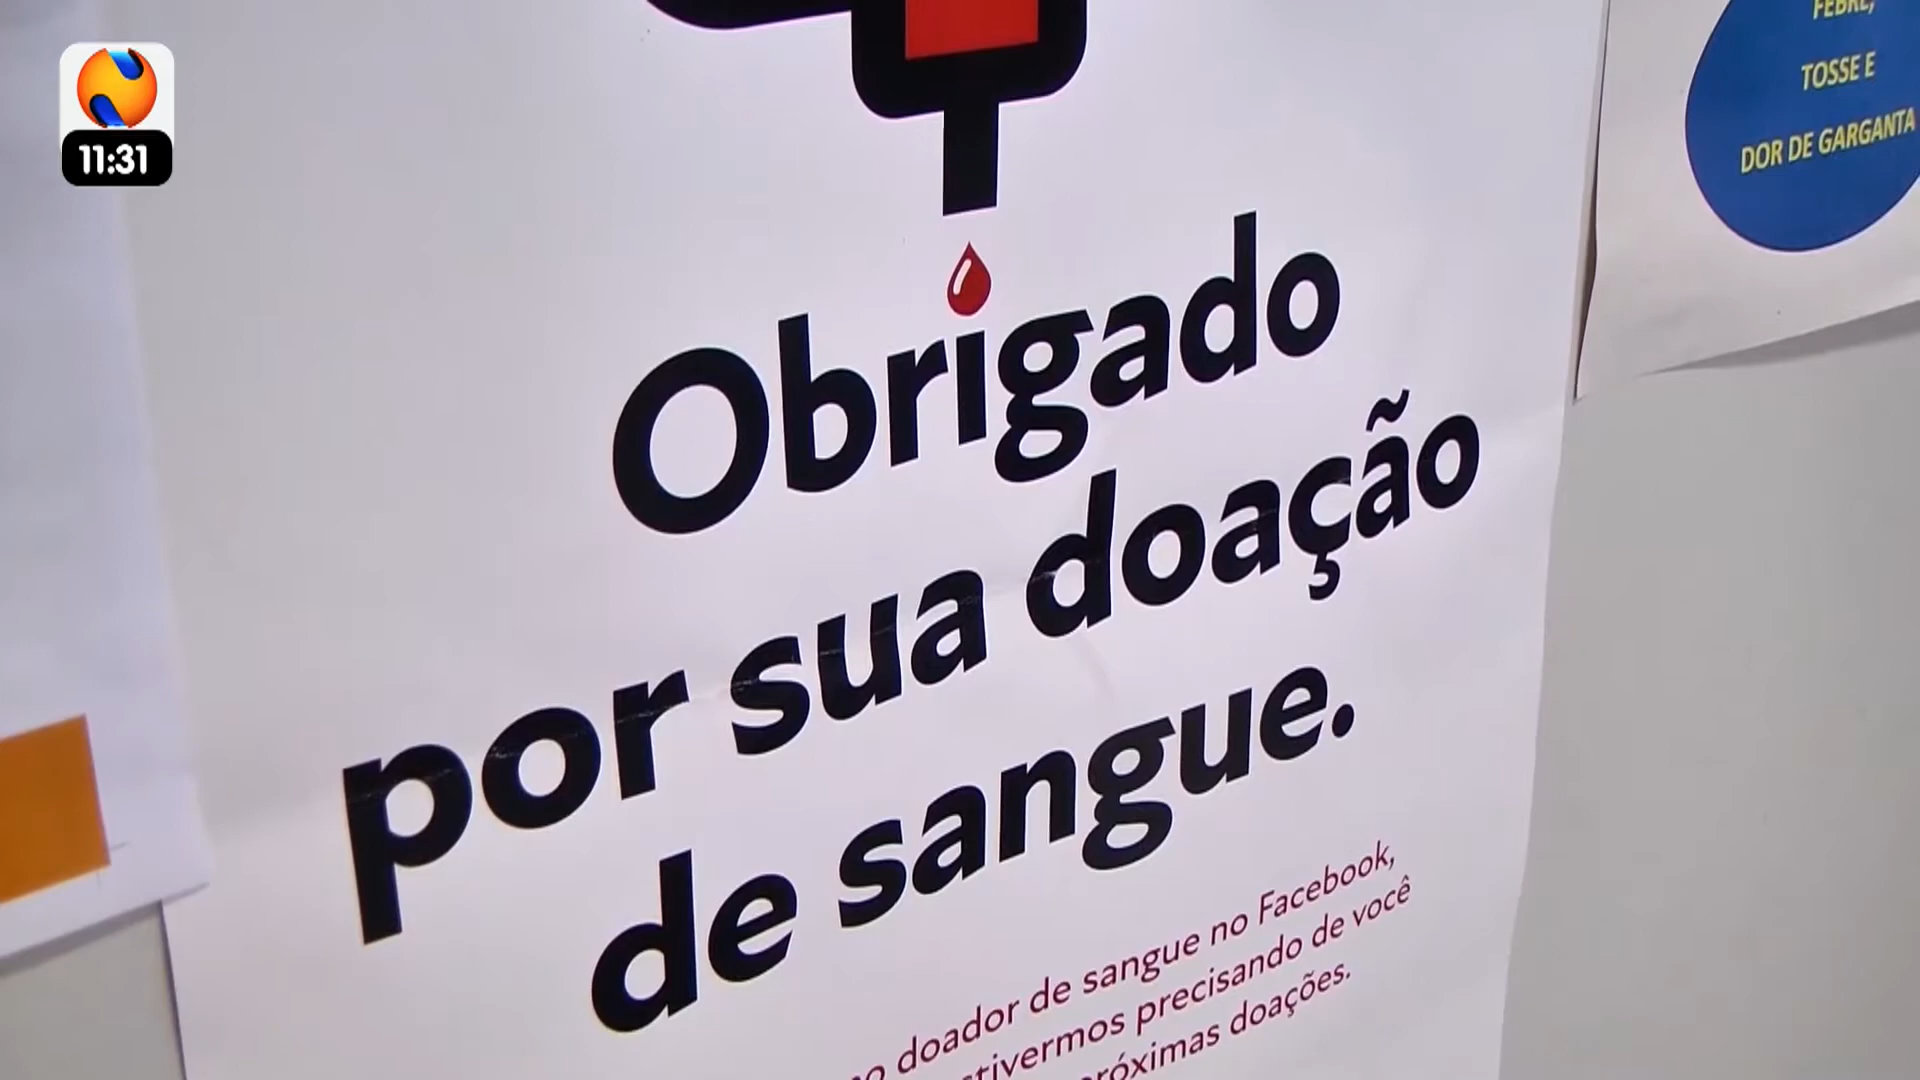 11:31
FEBRE,
TOSSE E
DOR DE GARGANTA
Obrigado
por sua doação
de sangue.
doador de sangue no Facebook,
precisando de você
doações.